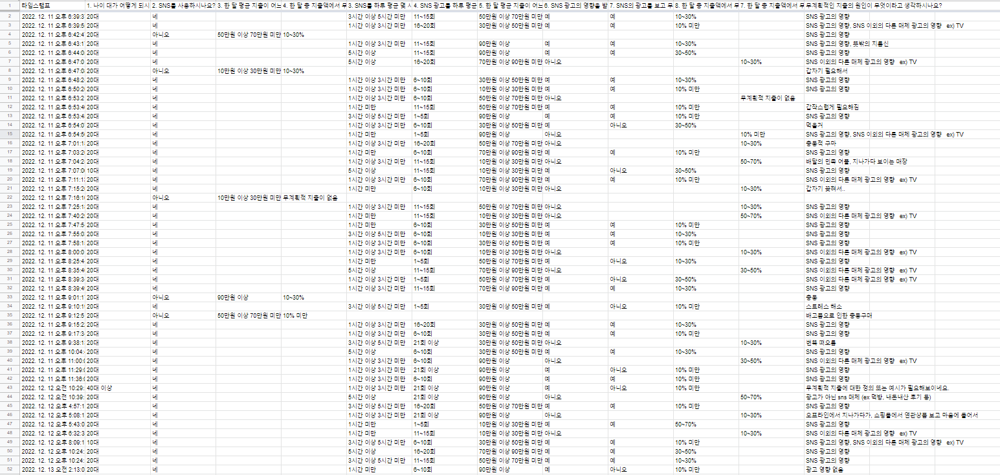 1 타임스탬프 1. 나이 대가 어떻게 되시 2. SNS를 사용하시나요? 3. 한 달 평균 지출이 어느 4. 한 달 총 지출액에서 무 3. SNS를 하루 평균 몇 시 4. SNS 광고를 하루 평균 5. 한 달 평균 지출이 어느 6. SNS 광고의 영향을 받 7. SNS의 광고를 보고 무 8. 한 달 총 지출액에서 무 7. 한 달 총 지출액에서 무 무계획적인 지출의 원인이 무엇이라고 생각하시나요?
2 2022. 12. 11 오후 6:39:3 20대 네 3시간 이상 5시간 미만 11~15회 50만원 이상 70만원 미만 예 예 10~30% SNS 광고의 영향
3 2022. 12. 11 오후 6:39:5 20대 네 1시간 이상 3시간 미만 16~20회 30만원 이상 50만원 미만 예 예 10% 미만 SNS 광고의 영향, SNS 이외의 다른 매체 광고의 영향 ex) TV
4 2022. 12. 11 오후 6:42:4 20대 아니오 50만원 이상 70만원 미만 10~30% SNS 광고의 영향
5 2022. 12. 11 오후 6:43:1 20대 네 1시간 이상 3시간 미만 11~15회 90만원 이상 예 예 10~30% SNS 광고의 영향, 뜻밖의 지름신
6 2022. 12. 11 오후 6:44:0 20대 네 5시간 이상 11~15회 90만원 이상 예 예 30~50% SNS 광고의 영향
7 2022. 12. 11 오후 6:47:0 20대 네 5시간 이상 16~20회 70만원 이상 90만원 미만 아니오 10~30% SNS 이외의 다른 매체 광고의 영향 ex) TV
8 2022. 12. 11 오후 6:47:0 20대 아니오 10만원 이상 30만원 미만 10~30% 갑자기 필요해서
9 2022. 12. 11 오후 6:48:2 20대 네 1시간 이상 3시간 미만 6~10회 30만원 이상 50만원 미만 예 예 10~30% SNS 광고의 영향
10 2022. 12. 11 오후 6:50:2 20대 네 1시간 이상 3시간 미만 6~10회 10만원 이상 30만원 미만 예 예 10% 미만 SNS 광고의 영향
11 2022. 12. 11 오후 6:53:2 20대 네 1시간 이상 3시간 미만 6~10회 50만원 이상 70만원 미만 아니오 무계획적 지출이 없음
12 2022. 12. 11 오후 6:53:4 20대 네 1시간 미만 11~15회 50만원 이상 70만원 미만 예 예 10% 미만 갑작스럽게 필요해짐
13 2022. 12. 11 오후 6:53:4 20대 네 3시간 이상 5시간 미만 1~5회 90만원 이상 예 예 10% 미만 SNS 광고의 영향
14 2022. 12. 11 오후 6:54:0 20대 네 1시간 이상 3시간 미만 6~10회 30만원 이상 50만원 미만 예 아니오 30~50% 먹을거
15 2022. 12. 11 오후 6:54:5 20대 네 1시간 미만 1~5회 90만원 이상 아니오 10% 미만 SNS 광고의 영향, SNS 이외의 다른 매체 광고의 영향 ex) TV
16 2022. 12. 11 오후 7:01:1 20대 네 1시간 이상 3시간 미만 16~20회 50만원 이상 70만원 미만 아니오 10~30% 충동적 구마
17 2022. 12. 11 오후 7:03:2 20대 네 1시간 미만 6~10회 70만원 이상 90만원 미만 예 예 10% 미만 SNS 광고의 영향
18 2022. 12. 11 오후 7:04:2 20대 네 1시간 이상 3시간 미만 11~15회 10만원 이상 30만원 미만 아니오 50~70% 배달의 민족 어플, 지나가다 보이는 매장
19 2022. 12. 11 오후 7:07:0 10대 네 5시간 이상 11~15회 10만원 이상 30만원 미만 예 아니오 30~50% SNS 광고의 영향
20 2022. 12. 11 오후 7:11:1 20대 네 1시간 이상 3시간 미만 6~10회 70만원 이상 90만원 미만 예 예 10% 미만 SNS 이외의 다른 매체 광고의 영향 ex) TV
21 2022. 12. 11 오후 7:15:2 20대 네 1시간 미만 6~10회 10만원 이상 30만원 미만 아니오 10~30% 갑자기 꽂혀서..
22 2022. 12. 11 오후 7:16:1 20대 아니오 10만원 이상 30만원 미만 무계획적 지출이 없음
23 2022. 12. 11 오후 7:25:1 20대 네 1시간 이상 3시간 미만 11~15회 50만원 이상 70만원 미만 아니오 10~30% SNS 광고의 영향
24 2022. 12. 11 오후 7:40:2 20대 네 1시간 미만 11~15회 10만원 이상 30만원 미만 아니오 50~70% SNS 이외의 다른 매체 광고의 영향 ex) TV
25 2022. 12. 11 오후 7:47:5 20대 네 1시간 미만 6~10회 30만원 이상 50만원 미만 예 예 10% 미만 SNS 광고의 영향
26 2022. 12. 11 오후 7:55:0 20대 네 3시간 이상 5시간 미만 6~10회 10만원 이상 30만원 미만 예 예 10~30% SNS 광고의 영향
27 2022. 12. 11 오후 7:58:1 20대 네 1시간 이상 3시간 미만 6~10회 30만원 이상 50만원 미만 예 예 10% 미만 SNS 광고의 영향
28 2022. 12. 11 오후 8:00:0 20대 네 1시간 이상 3시간 미만 6~10회 10만원 이상 30만원 미만 아니오 10~30% SNS 이외의 다른 매체 광고의 영향 ex) TV
29 2022. 12. 11 오후 8:25:4 20대 네 1시간 미만 1~5회 50만원 이상 70만원 미만 예 아니오 10~30% SNS 광고의 영향
30 2022. 12. 11 오후 8:35:4 20대 네 5시간 이상 11~15회 70만원 이상 90만원 미만 아니오 30~50% SNS 이외의 다른 매체 광고의 영향 ex) TV
31 2022. 12. 11 오후 8:39:3 20대 네 1시간 이상 3시간 미만 1~5회 50만원 이상 70만원 미만 예 아니오 30~50% SNS 이외의 다른 매체 광고의 영향 ex) TV
32 2022. 12. 11 오후 8:39:4 20대 네 1시간 이상 3시간 미만 11~15회 70만원 이상 90만원 미만 예 예 10~30% SNS 광고의 영향
33 2022. 12. 11 오후 9:01:1 20대 아니오 90만원 이상 10~30% 충동
34 2022. 12. 11 오후 9:10:1 20대 네 3시간 이상 5시간 미만 1~5회 30만원 이상 50만원 미만 예 아니오 10% 미만 스트레스 해소
35 2022. 12. 11 오후 9:12:5 20대 아니오 50만원 이상 70만원 미만 10% 미만 배고픔으로 인한 충동구매
36 2022. 12. 11 오후 9:15:2 20대 네 1시간 이상 3시간 미만 16~20회 30만원 이상 50만원 미만 예 예 10~30% SNS 광고의 영향
37 2022. 12. 11 오후 9:17:3 20대 네 1시간 이상 3시간 미만 6~10회 30만원 이상 50만원 미만 예 예 10% 미만 SNS 광고의 영향
38 2022. 12. 11 오후 9:38:1 20대 네 3시간 이상 5시간 미만 21회 이상 30만원 이상 50만원 미만 아니오 10~30% 번뜩 떠오름
39 2022. 12. 11 오후 10:04: 20대 네 5시간 이상 6~10회 30만원 이상 50만원 미만 예 예 10~30% SNS 광고의 영향
40 2022. 12. 11 오후 11:00:0 20대 네 1시간 이상 3시간 미만 6~10회 90만원 이상 아니오 30~50% SNS 이외의 다른 매체 광고의 영향 ex) TV
41 2022. 12. 11 오후 11:29:0 20대 네 1시간 이상 3시간 미만 21회 이상 90만원 이상 예 아니오 10% 미만 SNS 광고의 영향
42 2022. 12. 11 오후 11:36:0 20대 네 1시간 이상 3시간 미만 6~10회 90만원 이상 예 예 10% 미만 SNS 광고의 영향
43 2022. 12. 12 오전 10:29: 40대 이상 네 1시간 이상 3시간 미만 21회 이상 90만원 이상 예 아니오 10% 미만 무계획적 지출에 대한 정의 또는 예시가 필요해보이네요.
44 2022. 12. 12 오전 10:39: 20대 네 5시간 이상 21회 이상 90만원 이상 아니오 50~70% 광고가 아닌 sns 매체 (ex 먹방, 내돈내산 후기 등)
45 2022. 12. 12 오후 4:57:1 20대 네 3시간 이상 5시간 미만 16~20회 50만원 이상 70만원 미만 예 예 10% 미만 SNS 광고의 영향
46 2022. 12. 12 오후 5:08:1 20대 네 1시간 이상 3시간 미만 21회 이상 90만원 이상 아니오 10~30% 오프라인에서 지나가다가, 쇼핑몰에서 연관상품 보고 마음에 들어서
47 2022. 12. 12 오후 5:43:0 20대 네 1시간 미만 1~5회 10만원 이상 30만원 미만 예 예 50~70% SNS 광고의 영향
48 2022. 12. 12 오후 6:32:3 20대 네 1시간 미만 11~15회 10만원 이상 30만원 미만 아니오 10~30% SNS 이외의 다른 매체 광고의 영향 ex) TV
49 2022. 12. 12 오후 8:09:1 10대 네 3시간 이상 5시간 미만 6~10회 30만원 이상 50만원 미만 예 예 10% 미만 SNS 광고의 영향, SNS 이외의 다른 매체 광고의 영향 ex) TV
50 2022. 12. 12 오후 10:24: 20대 네 5시간 이상 16~20회 70만원 이상 90만원 미만 예 예 30~50% SNS 광고의 영향
51 2022. 12. 12 오후 10:24: 20대 네 3시간 이상 5시간 미만 11~15회 50만원 이상 70만원 미만 예 예 10~30% SNS 광고의 영향
52 2022. 12. 13 오전 2:13:0 20대 네 1시간 미만 6~10회 90만원 이상 예 아니오 10% 미만 광고 영향 없음